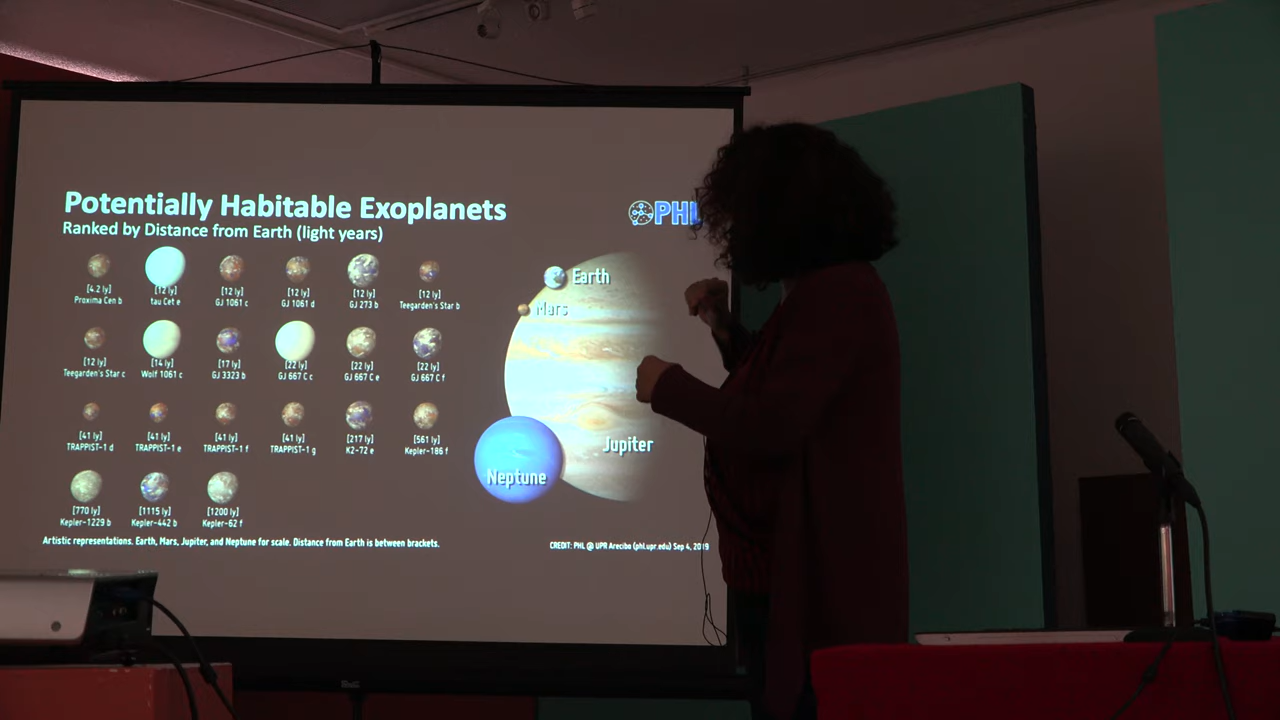 Potentially Habitable Exoplanets
Ranked by Distance from Earth (light years)
PHL
[4.2 ly] [12 ly] [12 ly] [12 ly] [12 ly] [12 ly]
Proxima Cen b tau Cet e GJ 1061 c GJ 1061 d GJ 273 b Teegarden's Star b
[12 ly] [14 ly] [17 ly] [22 ly] [22 ly] [22 ly]
Teegarden's Star c Wolf 1061 c GJ 3323 b GJ 667 C c GJ 667 C e GJ 667 C f
[41 ly] [41 ly] [41 ly] [41 ly] [217 ly] [561 ly]
TRAPPIST-1 d TRAPPIST-1 e TRAPPIST-1 f TRAPPIST-1 g K2-72 e Kepler-186 f
[770 ly] [1115 ly] [1200 ly]
Kepler-1229 b Kepler-442 b Kepler-62 f
Earth
Mars
Jupiter
Neptune
Artistic representations. Earth, Mars, Jupiter, and Neptune for scale. Distance from Earth is between brackets.
CREDIT: PHL @ UPR Arecibo (phl.upr.edu) Sep 4, 2019